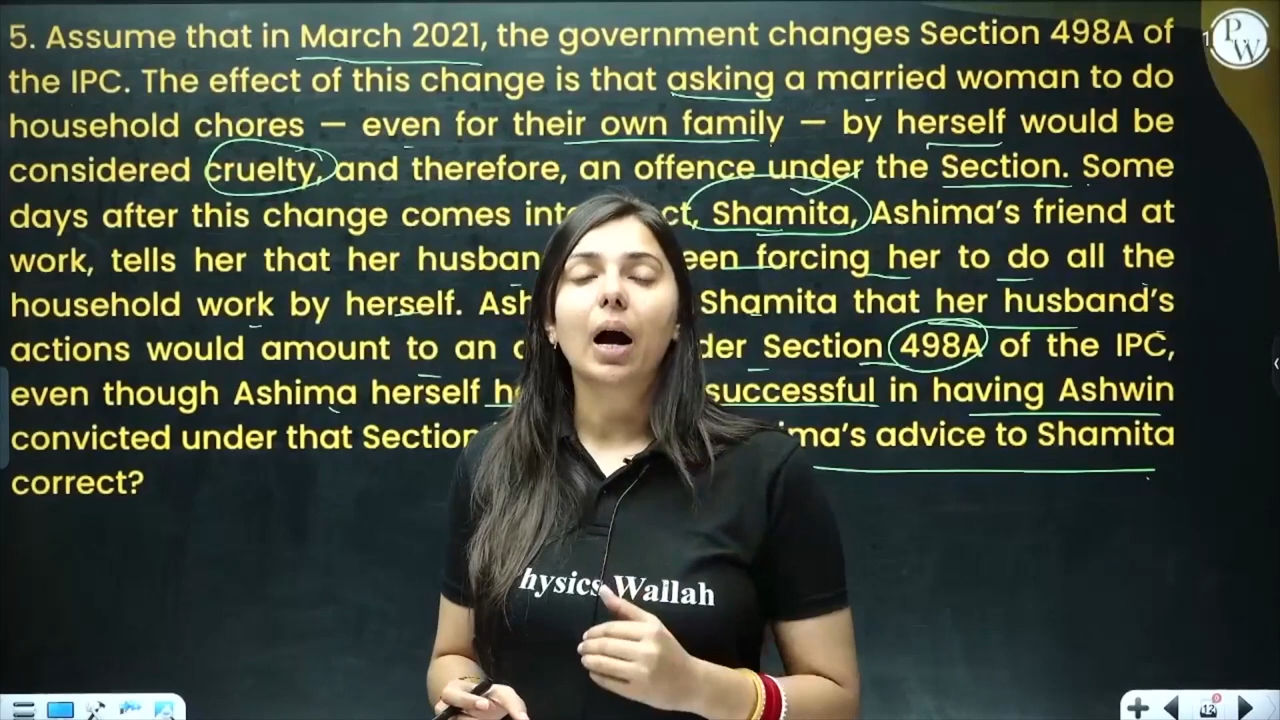 5. Assume that in March 2021, the government changes Section 498A of
the IPC. The effect of this change is that asking a married woman to do
household chores — even for their own family — by herself would be
considered cruelty, and therefore, an offence under the Section. Some
days after this change comes Shamita, Ashima's friend at
work, tells her that her forcing her to do all the
household work by herself. Shamita that her husband's
actions would amount to an Section 498A of the IPC,
even though Ashima herself successful in having Ashwin
convicted under that Section advice to Shamita
correct?
PW
hysics Wallah
12